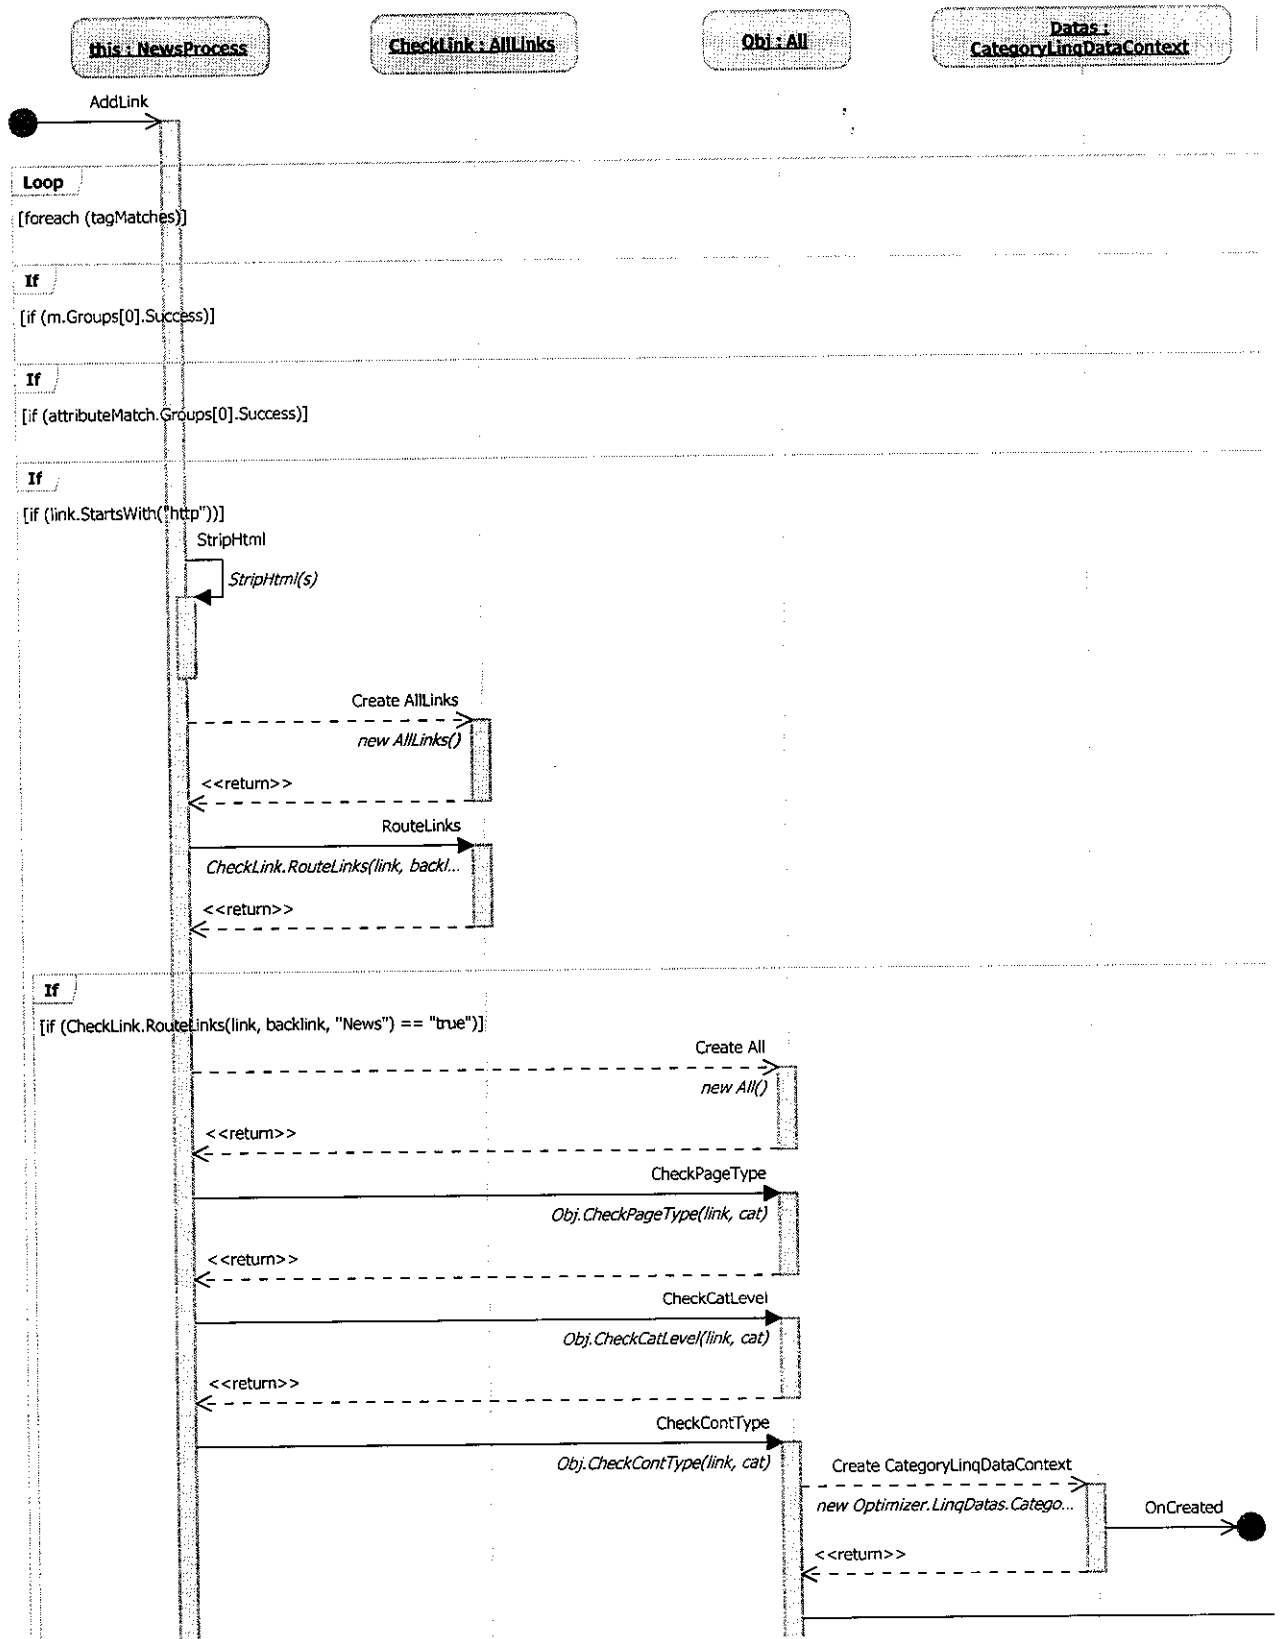 this : NewsProcess
CheckLink : AllLinks
Obj : All
Datas :
CategoryLinqDataContext
AddLink
Loop
[foreach (tagMatches)]
If
[if (m.Groups[0].Success)]
If
[if (attributeMatch.Groups[0].Success)]
If
[if (link.StartsWith("http"))]
StripHtml
StripHtml(s)
Create AllLinks
new AllLinks()
<<return>>
RouteLinks
CheckLink.RouteLinks(link, backl...
<<return>>
If
[if (CheckLink.RouteLinks(link, backlink, "News") == "true")]
Create All
new All()
<<return>>
CheckPageType
Obj.CheckPageType(link, cat)
<<return>>
CheckCatLevel
Obj.CheckCatLevel(link, cat)
<<return>>
CheckContType
Obj.CheckContType(link, cat)
Create CategoryLinqDataContext
new Optimizer.LinqDatas.Catego...
OnCreated
<<return>>